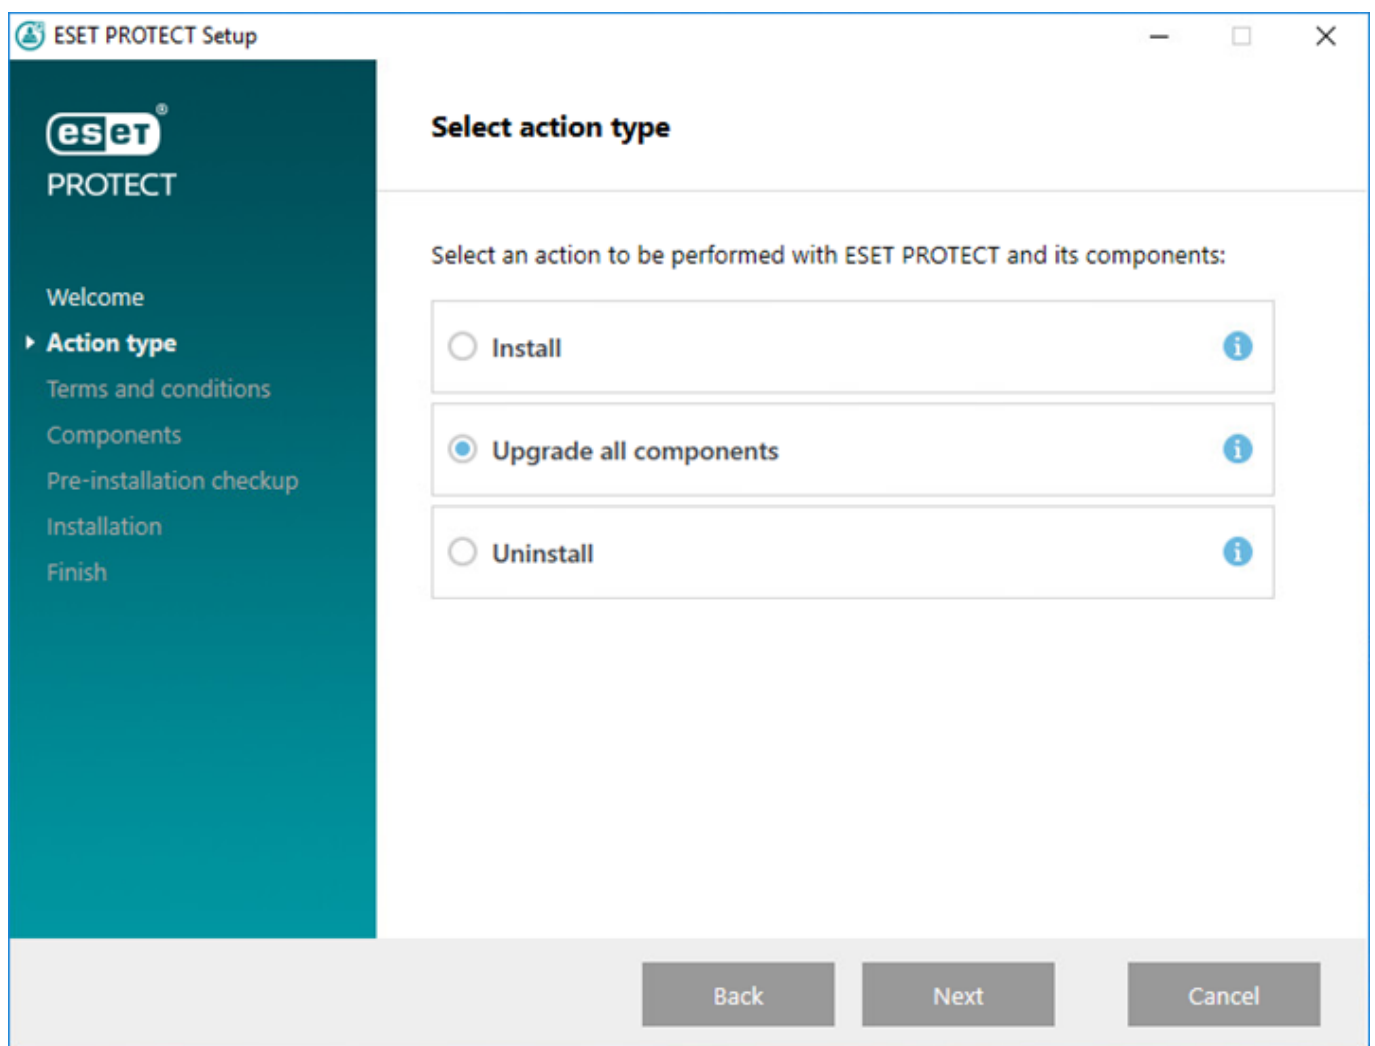 ESET PROTECT Setup
eset®
PROTECT
Welcome
Action type
Terms and conditions
Components
Pre-installation checkup
Installation
Finish
Select action type
Select an action to be performed with ESET PROTECT and its components:
Install
Upgrade all components
Uninstall
Back
Next
Cancel